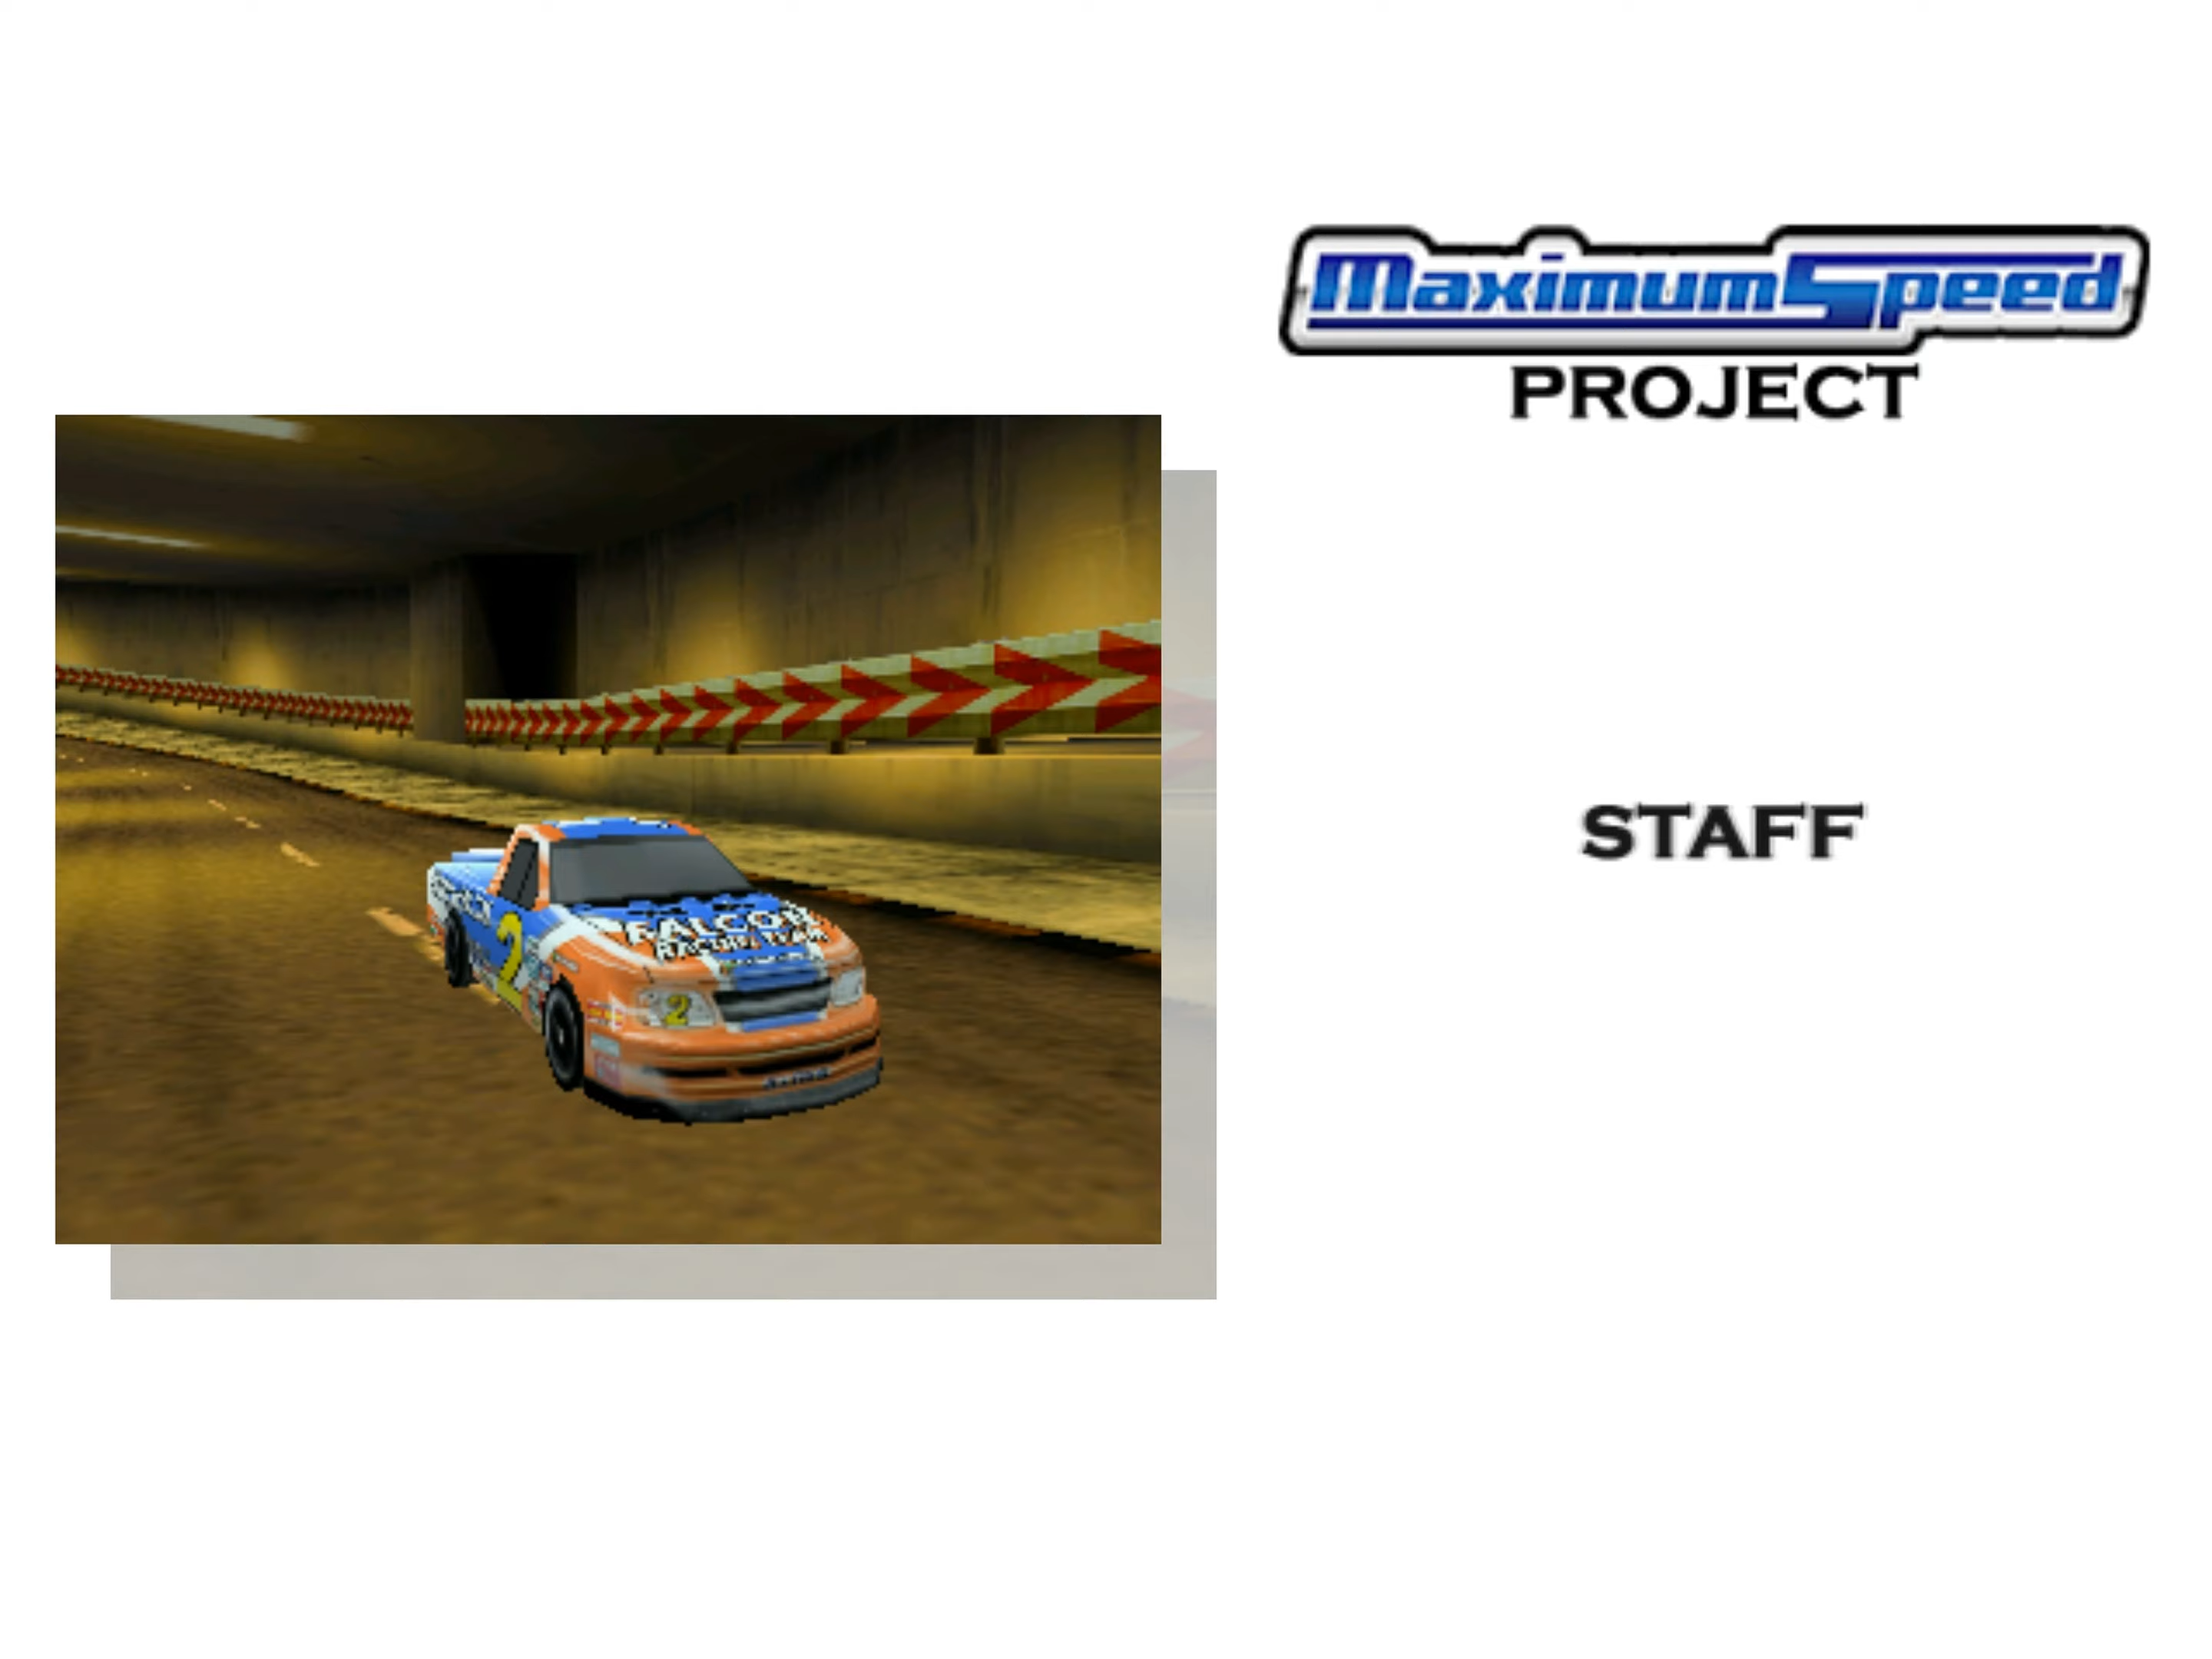 MaximumSpeed
PROJECT
STAFF
FALCON
RACING TEAM
2
2